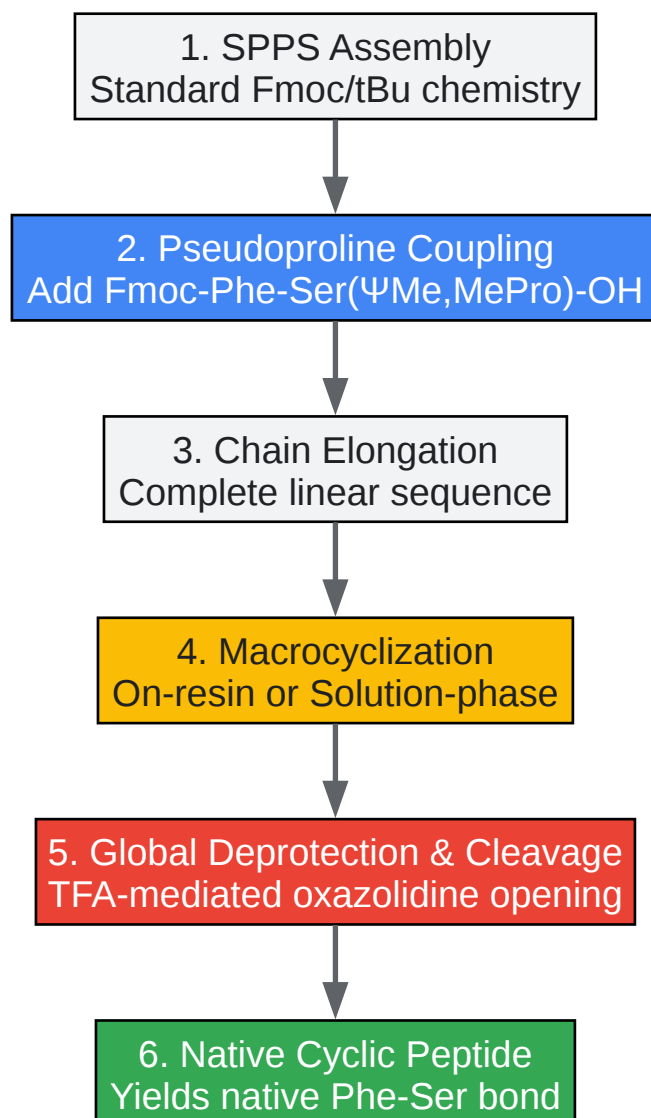 1. SPPS Assembly
Standard Fmoc/tBu chemistry
2. Pseudoproline Coupling
Add Fmoc-Phe-Ser(ΨMe,MePro)-OH
3. Chain Elongation
Complete linear sequence
4. Macrocyclization
On-resin or Solution-phase
5. Global Deprotection & Cleavage
TFA-mediated oxazolidine opening
6. Native Cyclic Peptide
Yields native Phe-Ser bond